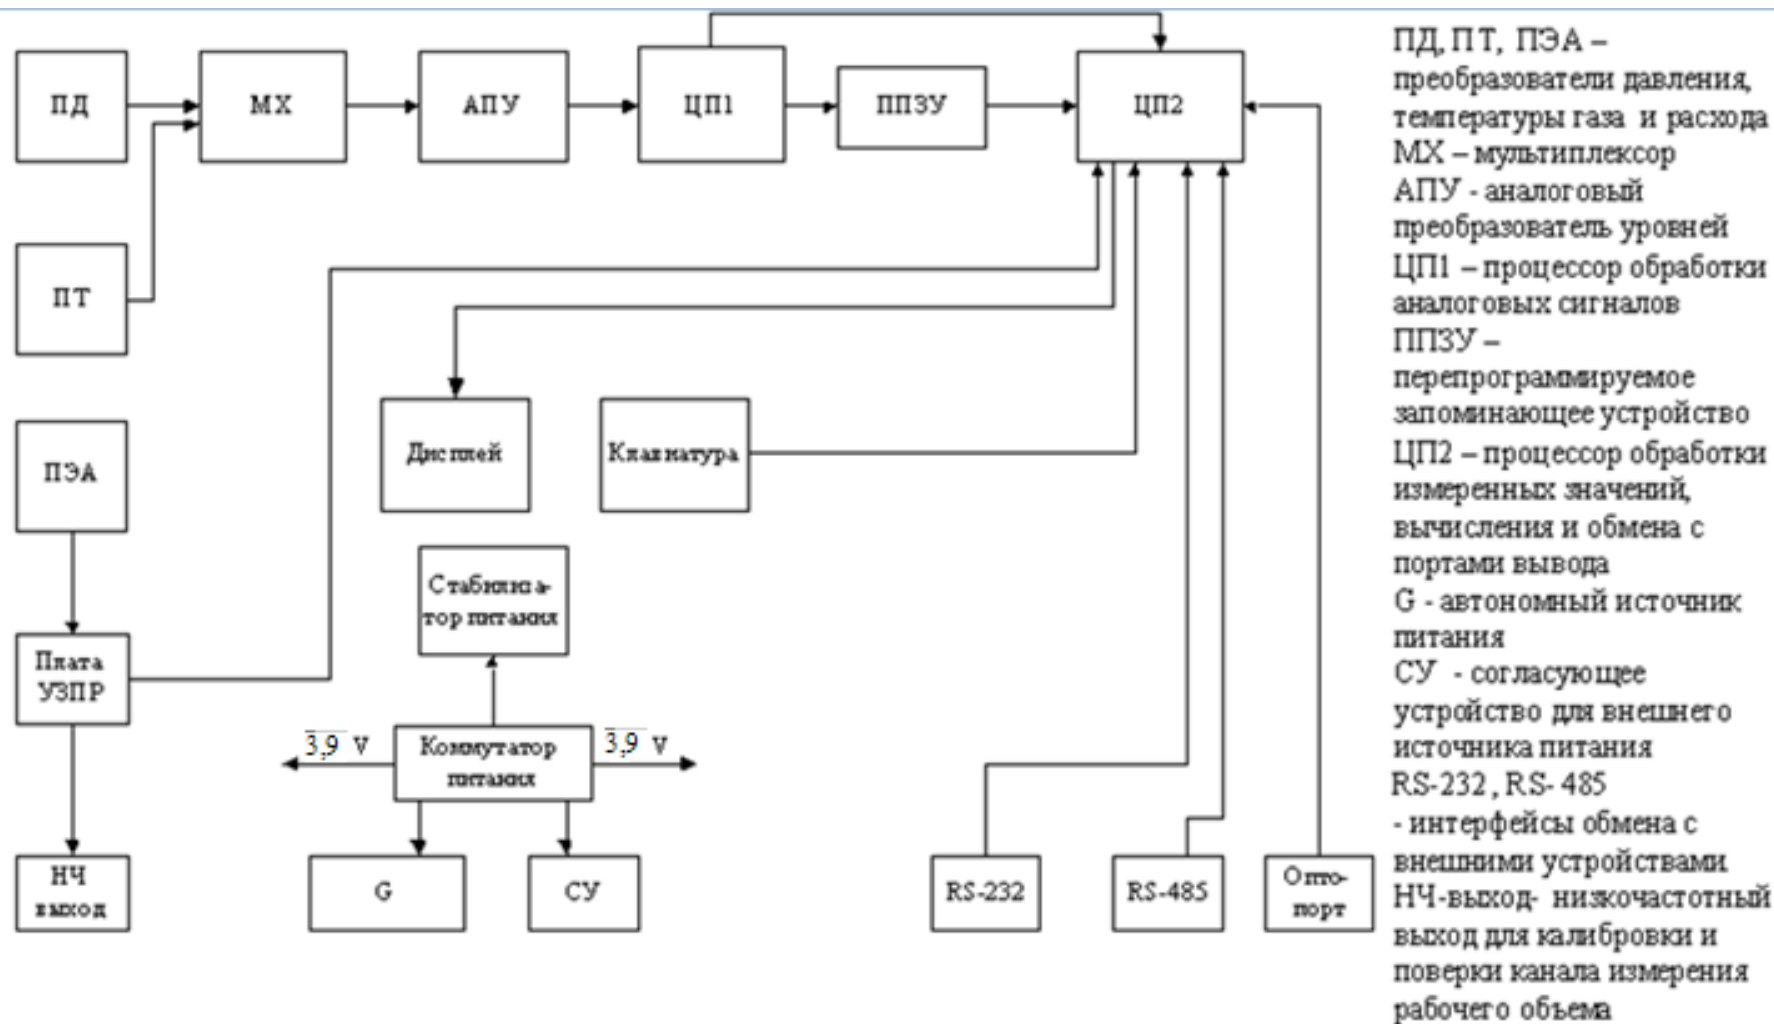 ПД
МХ
АПУ
ЦП1
ППЗУ
ЦП2
ПТ
ПЭА
Дисплей
Клавиатура
Стабилиза-
тор питания
Плата
УЗПР
3,9 V
Коммутатор
питания
3,9 V
НЧ
выход
G
СУ
RS-232
RS-485
Опто-
порт
ПД, ПТ, ПЭА –
преобразователи давления,
температуры газа и расхода
МХ – мультиплексор
АПУ - аналоговый
преобразователь уровней
ЦП1 – процессор обработки
аналоговых сигналов
ППЗУ –
перепрограммируемое
запоминающее устройство
ЦП2 – процессор обработки
измеренных значений,
вычисления и обмена с
портами вывода
G - автономный источник
питания
СУ - согласующее
устройство для внешнего
источника питания
RS-232 , RS- 485
- интерфейсы обмена с
внешними устройствами.
НЧ-выход- низкочастотный
выход для калибровки и
поверки канала измерения
рабочего объема